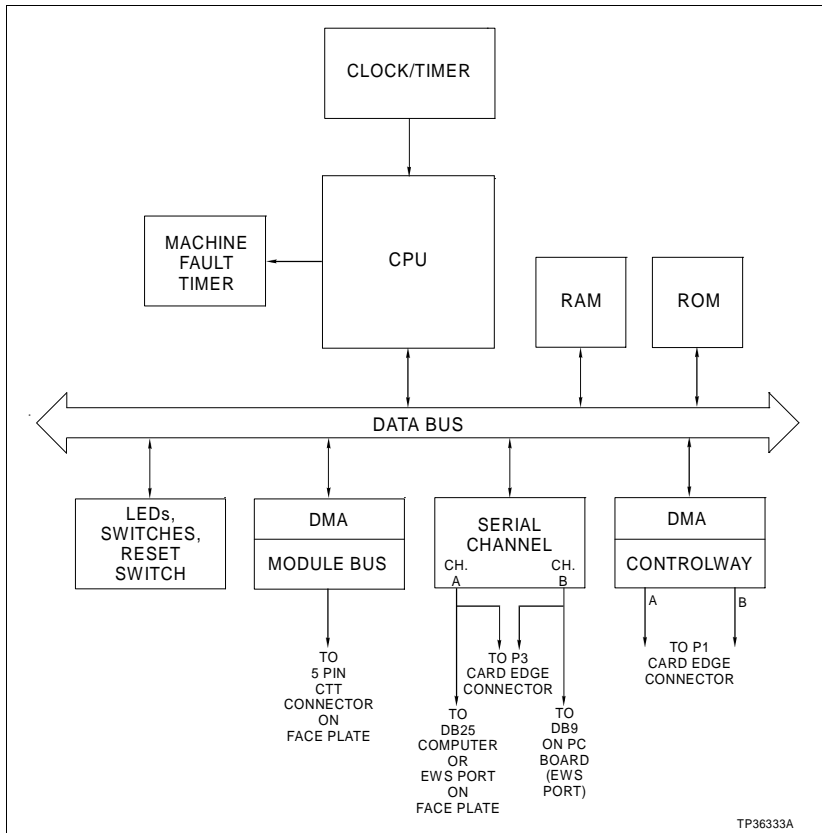 CLOCK/TIMER
CPU
MACHINE
FAULT
TIMER
RAM
ROM
DATA BUS
LEDs,
SWITCHES,
RESET
SWITCH
DMA
MODULE BUS
SERIAL
CHANNEL
CH.
A
CH.
B
DMA
CONTROLWAY
A
B
TO
5 PIN
CTT
CONNECTOR
ON
FACE PLATE
TO P3
CARD EDGE
CONNECTOR
TO P1
CARD EDGE
CONNECTOR
TO
DB25
COMPUTER
OR
EWS PORT
ON
FACE PLATE
TO
DB9
ON PC
BOARD
(EWS
PORT)
TP36333A